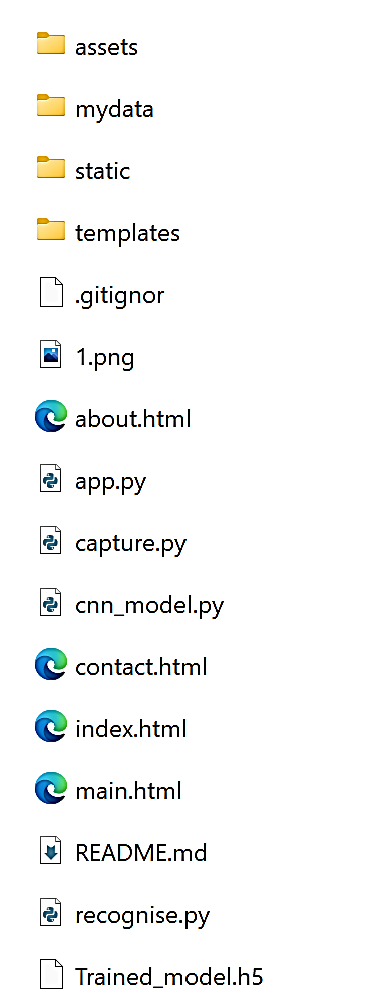 assets
mydata
static
templates
.gitignor
1.png
about.html
app.py
capture.py
cnn_model.py
contact.html
index.html
main.html
README.md
recognise.py
Trained_model.h5